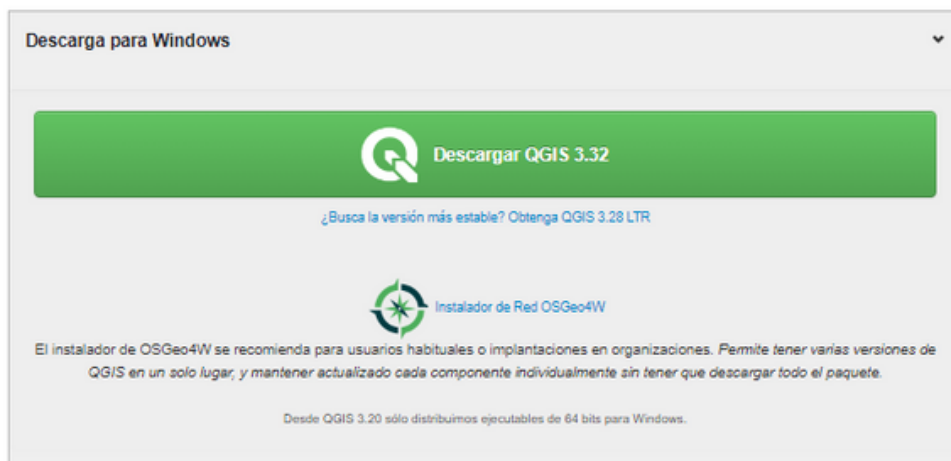 Descarga para Windows
Descargar QGIS 3.32
¿Busca la versión más estable? Obtenga QGIS 3.28 LTR
Instalador de Red OSGeo4W
El instalador de OSGeo4W se recomienda para usuarios habituales o implantaciones en organizaciones. Permite tener varias versiones de
QGIS en un solo lugar, y mantener actualizado cada componente individualmente sin tener que descargar todo el paquete.
Desde QGIS 3.20 sólo distribuimos ejecutables de 64 bits para Windows.